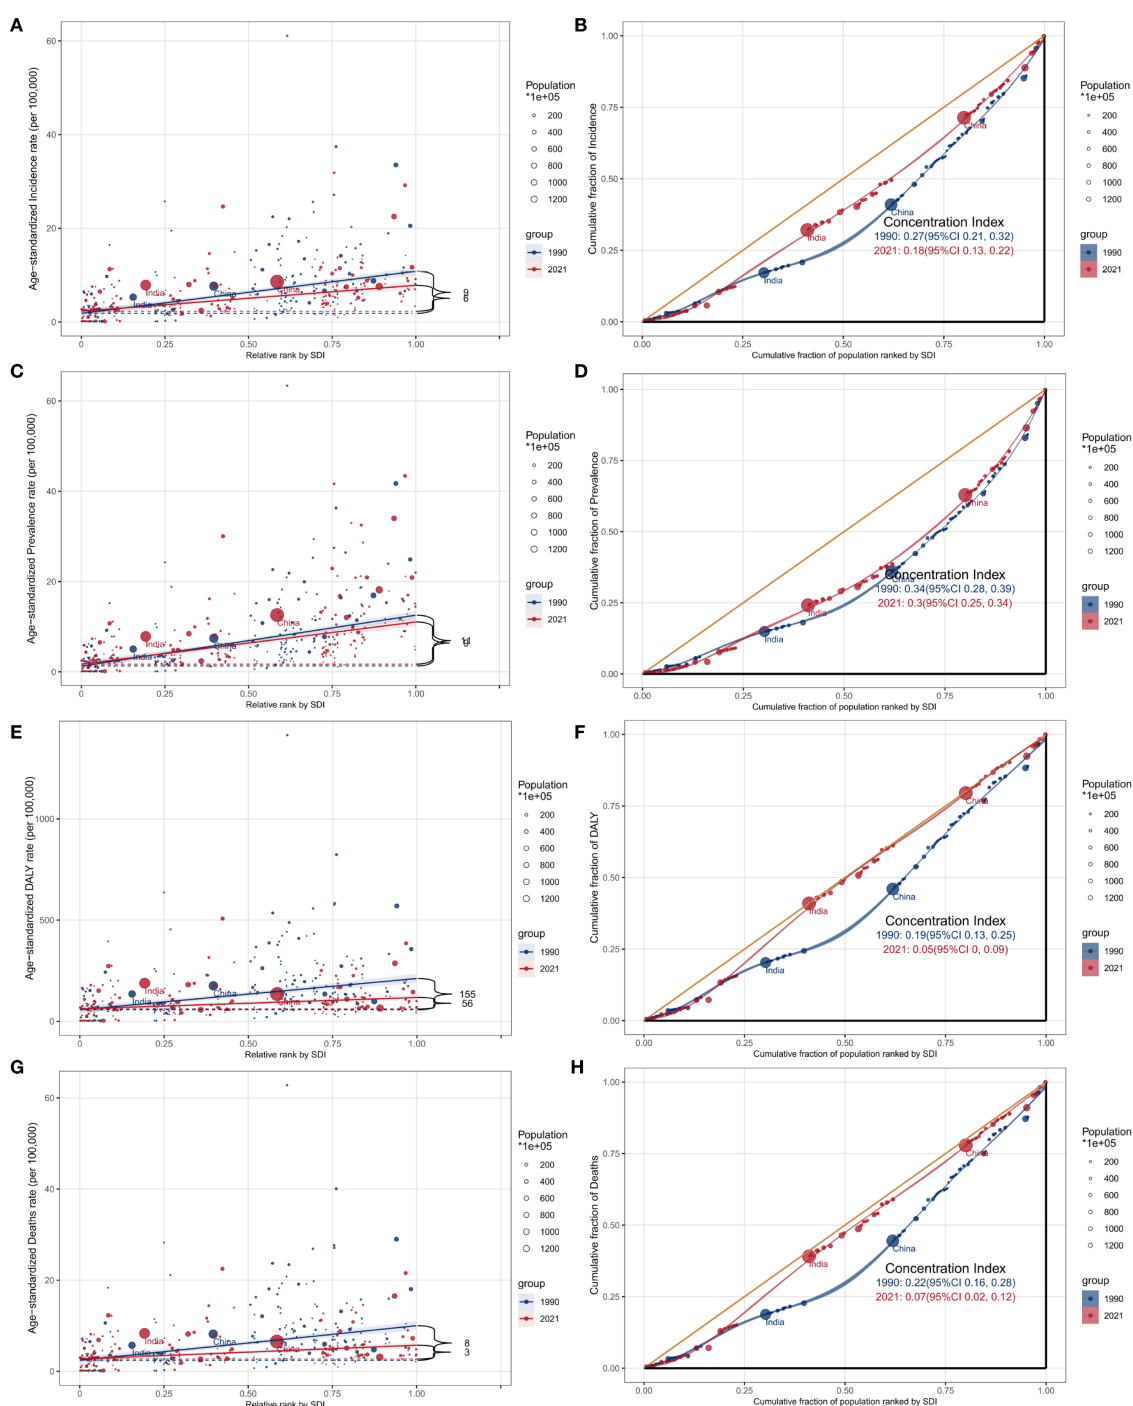 A
Age-standardized Incidence rate (per 100,000)
60
40
20
0
India
India
China
China
9
6
0
0.25
0.50
0.75
1.00
Relative rank by SDI
Population
*1e+05
200
400
600
800
1000
1200
group
1990
2021
B
Cumulative fraction of Incidence
1.00
0.75
0.50
0.25
0.00
China
China
India
India
Concentration Index
1990: 0.27(95%CI 0.21, 0.32)
2021: 0.18(95%CI 0.13, 0.22)
0.00
0.25
0.50
0.75
1.00
Cumulative fraction of population ranked by SDI
Population
*1e+05
200
400
600
800
1000
1200
group
1990
2021
C
Age-standardized Prevalence rate (per 100,000)
60
40
20
0
India
India
China
China
0
0.25
0.50
0.75
1.00
Relative rank by SDI
Population
*1e+05
200
400
600
800
1000
1200
group
1990
2021
D
Cumulative fraction of Prevalence
1.00
0.75
0.50
0.25
0.00
China
India
India
Concentration Index
1990: 0.34(95%CI 0.28, 0.39)
2021: 0.3(95%CI 0.25, 0.34)
0.00
0.25
0.50
0.75
1.00
Cumulative fraction of population ranked by SDI
Population
*1e+05
200
400
600
800
1000
1200
group
1990
2021
E
Age-standardized DALY rate (per 100,000)
1000
500
0
India
India
China
China
155
56
0
0.25
0.50
0.75
1.00
Relative rank by SDI
Population
*1e+05
200
400
600
800
1000
1200
group
1990
2021
F
Cumulative fraction of DALY
1.00
0.75
0.50
0.25
0.00
China
China
India
India
Concentration Index
1990: 0.19(95%CI 0.13, 0.25)
2021: 0.05(95%CI 0, 0.09)
0.00
0.25
0.50
0.75
1.00
Cumulative fraction of population ranked by SDI
Population
*1e+05
200
400
600
800
1000
1200
group
1990
2021
G
Age-standardized Deaths rate (per 100,000)
60
40
20
0
India
India
China
China
8
3
0
0.25
0.50
0.75
1.00
Relative rank by SDI
Population
*1e+05
200
400
600
800
1000
1200
group
1990
2021
H
Cumulative fraction of Deaths
1.00
0.75
0.50
0.25
0.00
China
China
India
India
Concentration Index
1990: 0.22(95%CI 0.16, 0.28)
2021: 0.07(95%CI 0.02, 0.12)
0.00
0.25
0.50
0.75
1.00
Cumulative fraction of population ranked by SDI
Population
*1e+05
200
400
600
800
1000
1200
group
1990
2021